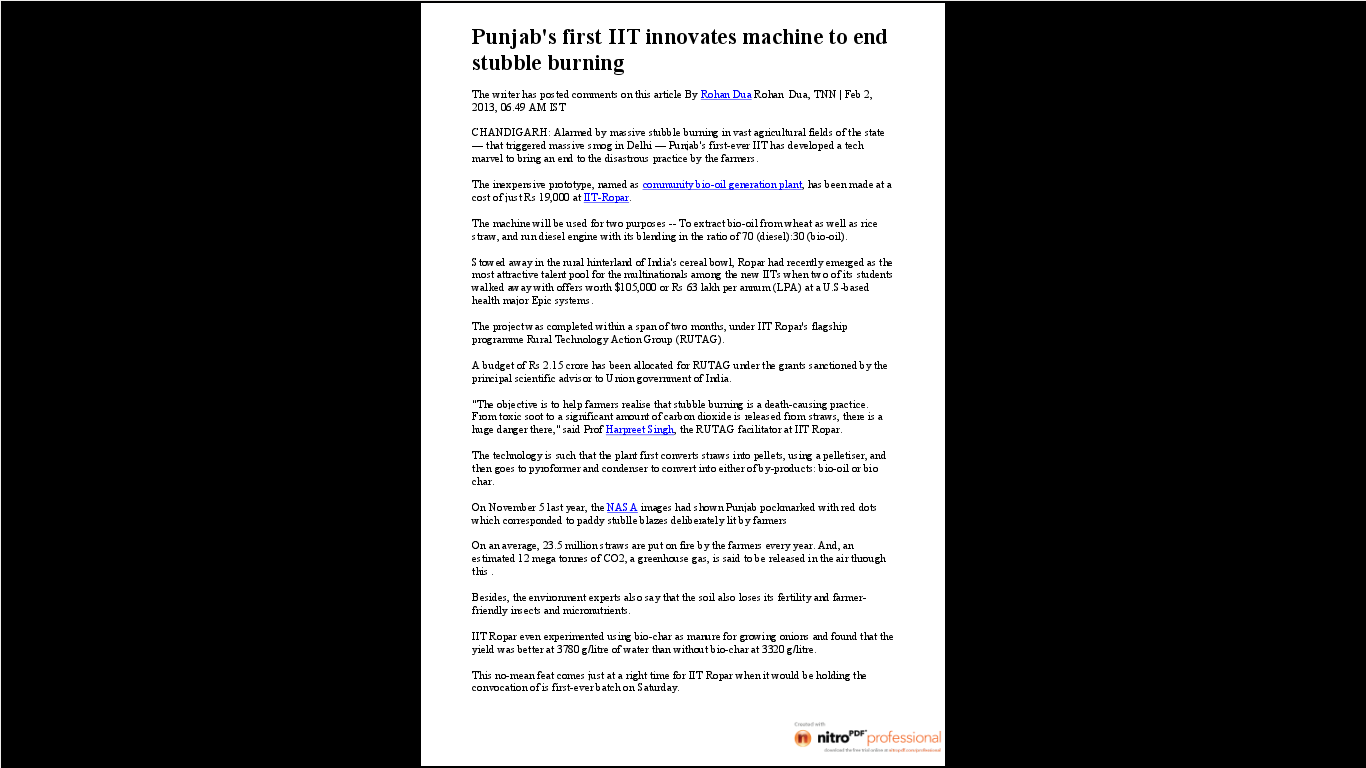 Punjab's first IIT innovates machine to end
stubble burning
The writer has posted comments on this article By Rohan Dua Rohan Dua, TNN | Feb 2,
2013, 06.49 AM IST
CHANDIGARH: Alarmed by massive stubble burning in vast agricultural fields of the state
— that triggered massive smog in Delhi — Punjab's first-ever IIT has developed a tech
marvel to bring an end to the disastrous practice by the farmers.
The inexpensive prototype, named as community bio-oil generation plant, has been made at a
cost of just Rs 19,000 at IIT-Ropar.
The machine will be used for two purposes -- To extract bio-oil from wheat as well as rice
straw, and run diesel engine with its blending in the ratio of 70 (diesel):30 (bio-oil).
Stowed away in the rural hinterland of India's cereal bowl, Ropar had recently emerged as the
most attractive talent pool for the multinationals among the new IITs when two of its students
walked away with offers worth $105,000 or Rs 63 lakh per annum (LPA) at a U.S-based
health major Epic systems.
The project was completed within a span of two months, under IIT Ropar's flagship
programme Rural Technology Action Group (RUTAG).
A budget of Rs 2.15 crore has been allocated for RUTAG under the grants sanctioned by the
principal scientific advisor to Union government of India.
"The objective is to help farmers realise that stubble burning is a death-causing practice.
From toxic soot to a significant amount of carbon dioxide is released from straws, there is a
huge danger there," said Prof Harpreet Singh, the RUTAG facilitator at IIT Ropar.
The technology is such that the plant first converts straws into pellets, using a pelletiser, and
then goes to pyroformer and condenser to convert into either of by-products: bio-oil or bio
char.
On November 5 last year, the NASA images had shown Punjab pockmarked with red dots
which corresponded to paddy stublle blazes deliberately lit by farmers
On an average, 23.5 million straws are put on fire by the farmers every year. And, an
estimated 12 mega tonnes of CO2, a greenhouse gas, is said to be released in the air through
this .
Besides, the environment experts also say that the soil also loses its fertility and farmer-
friendly insects and micronutrients.
IIT Ropar even experimented using bio-char as manure for growing onions and found that the
yield was better at 3780 g/litre of water than without bio-char at 3320 g/litre.
This no-mean feat comes just at a right time for IIT Ropar when it would be holding the
convocation of is first-ever batch on Saturday.
Created with
nitroPDF professional
download the free trial online at nitropdf.com/professional